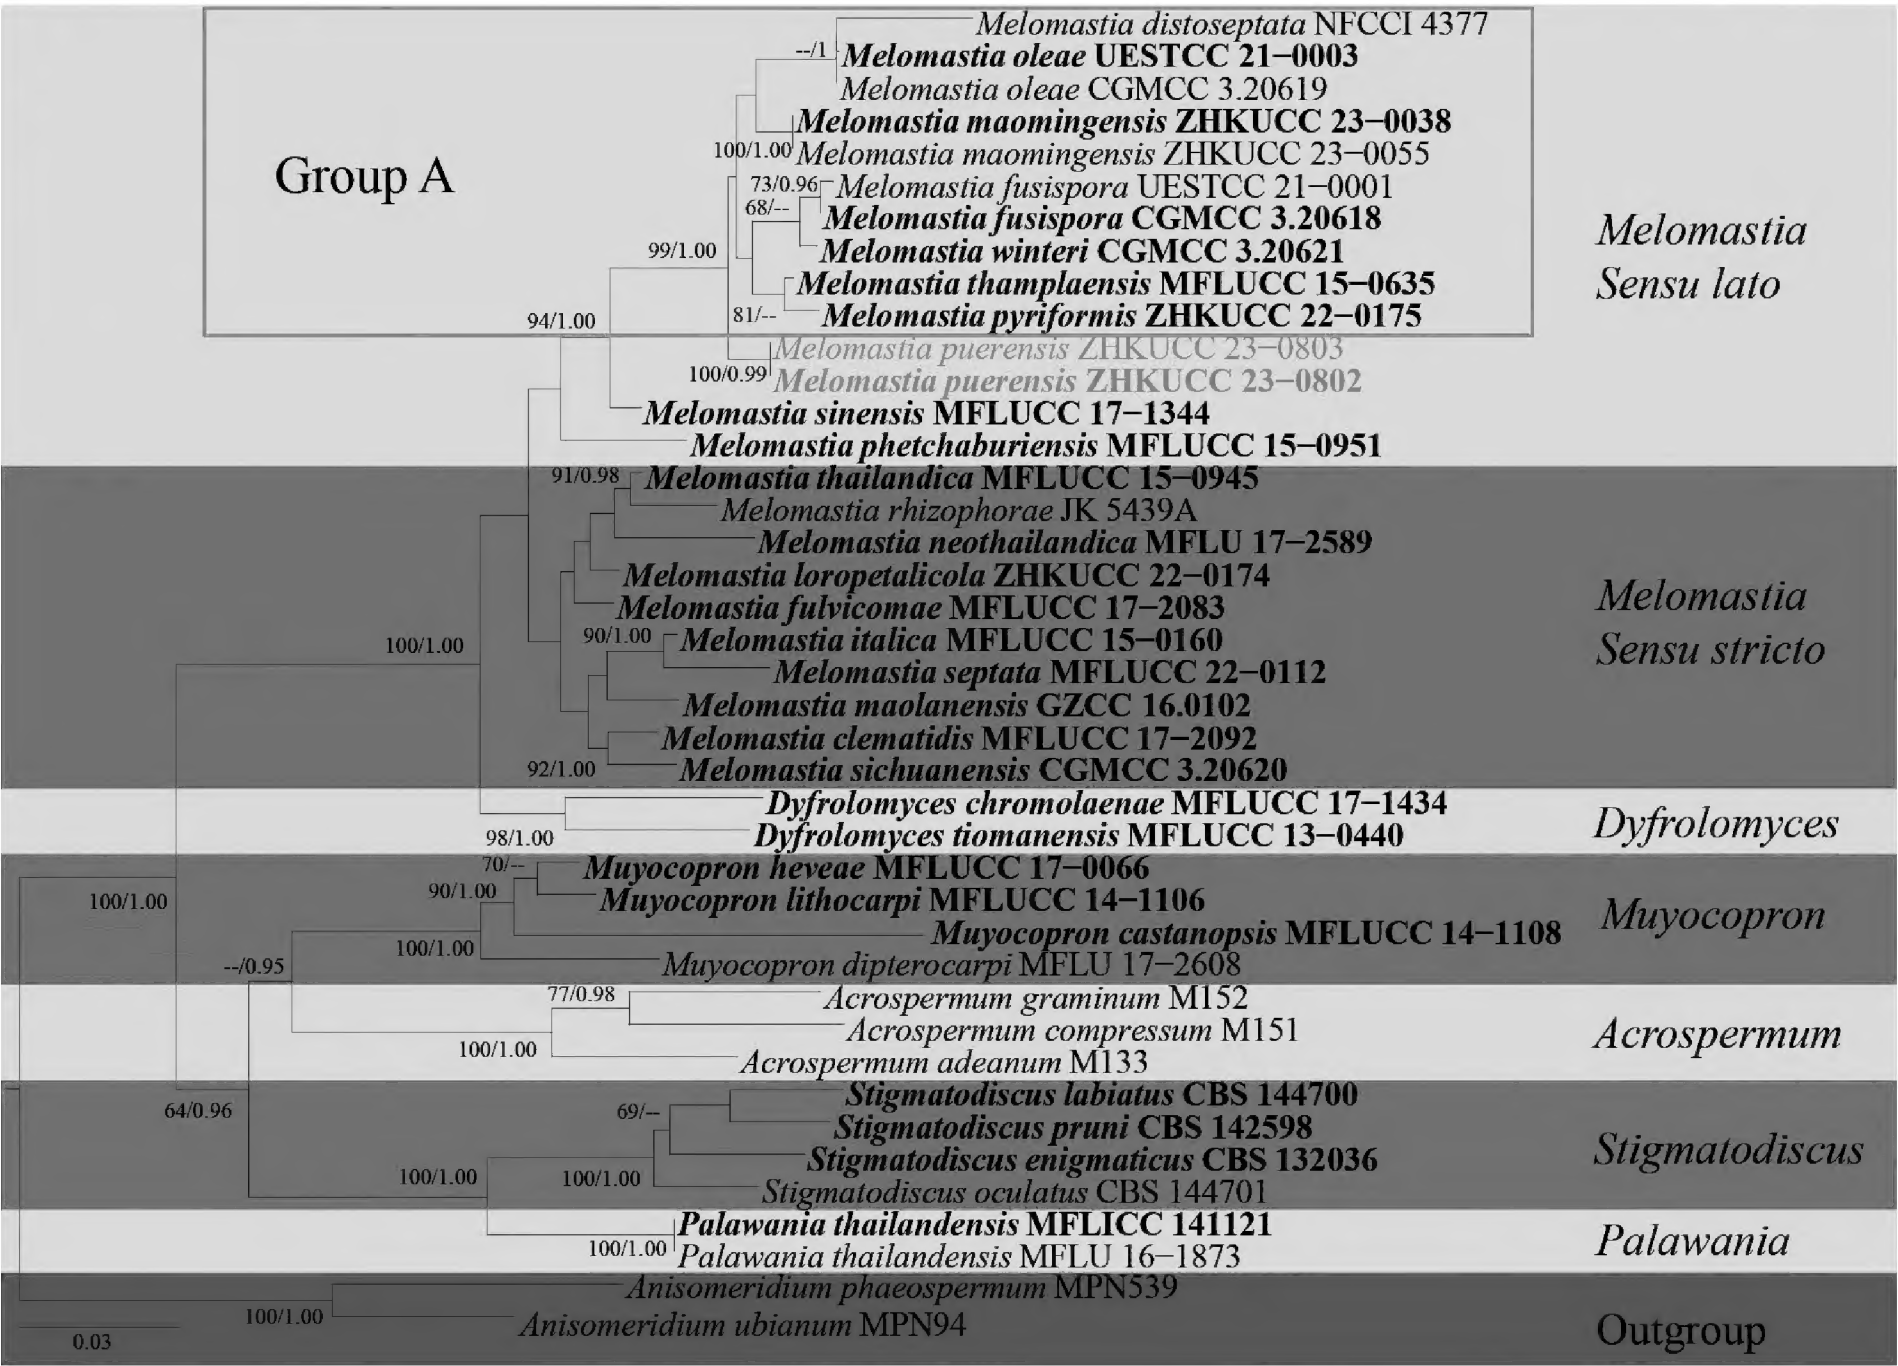 Melomastia distoseptata NFCCI 4377
--/1
Melomastia oleae UESTCC 21−0003
Melomastia oleae CGMCC 3.20619
Melomastia maomingensis ZHKUCC 23−0038
100/1.00
Melomastia maomingensis ZHKUCC 23−0055
Group A
73/0.96
Melomastia fusispora UESTCC 21−0001
68/--
Melomastia fusispora CGMCC 3.20618
99/1.00
Melomastia winteri CGMCC 3.20621
Melomastia
Sensu lato
Melomastia thamplaensis MFLUCC 15−0635
94/1.00
81/--
Melomastia pyriformis ZHKUCC 22−0175
Melomastia puerensis ZHKUCC 23−0803
100/0.99
Melomastia puerensis ZHKUCC 23−0802
Melomastia sinensis MFLUCC 17−1344
Melomastia phetchaburiensis MFLUCC 15−0951
91/0.98
Melomastia thailandica MFLUCC 15−0945
Melomastia rhizophorae JK 5439A
Melomastia neothailandica MFLU 17−2589
Melomastia loropetalicola ZHKUCC 22−0174
Melomastia fulvicomae MFLUCC 17−2083
Melomastia
Sensu stricto
100/1.00
90/1.00
Melomastia italica MFLUCC 15−0160
Melomastia septata MFLUCC 22−0112
Melomastia maolanensis GZCC 16.0102
Melomastia clematidis MFLUCC 17−2092
92/1.00
Melomastia sichuanensis CGMCC 3.20620
Dyfrolomyces chromolaenae MFLUCC 17−1434
98/1.00
Dyfrolomyces tiomanensis MFLUCC 13−0440
Dyfrolomyces
70/--
Muyocopron heveae MFLUCC 17−0066
100/1.00
90/1.00
Muyocopron lithocarpi MFLUCC 14−1106
Muyocopron castanopsis MFLUCC 14−1108
Muyocopron
100/1.00
Muyocopron dipterocarpi MFLU 17−2608
--/0.95
77/0.98
Acrospermum graminum M152
Acrospermum compressum M151
Acrospermum
100/1.00
Acrospermum adeanum M133
64/0.96
Stigmatodiscus labiatus CBS 144700
69/--
Stigmatodiscus pruni CBS 142598
Stigmatodiscus enigmaticus CBS 132036
Stigmatodiscus
100/1.00
100/1.00
Stigmatodiscus oculatus CBS 144701
Palawania thailandensis MFLICC 141121
100/1.00
Palawania thailandensis MFLU 16−1873
Palawania
Anisomeridium phaeospermum MPN539
100/1.00
Anisomeridium ubianum MPN94
Outgroup
0.03